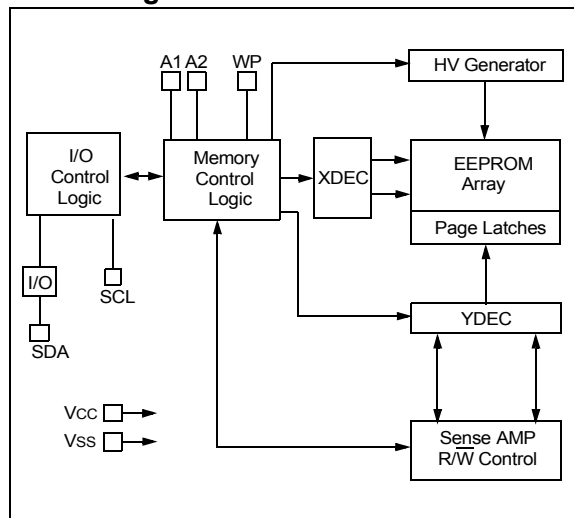 A1 A2 WP
HV Generator
I/O
Control
Logic
Memory
Control
Logic
XDEC
EEPROM
Array
Page Latches
I/O
SCL
SDA
YDEC
VCC
VSS
Sense AMP
R/W̅ Control